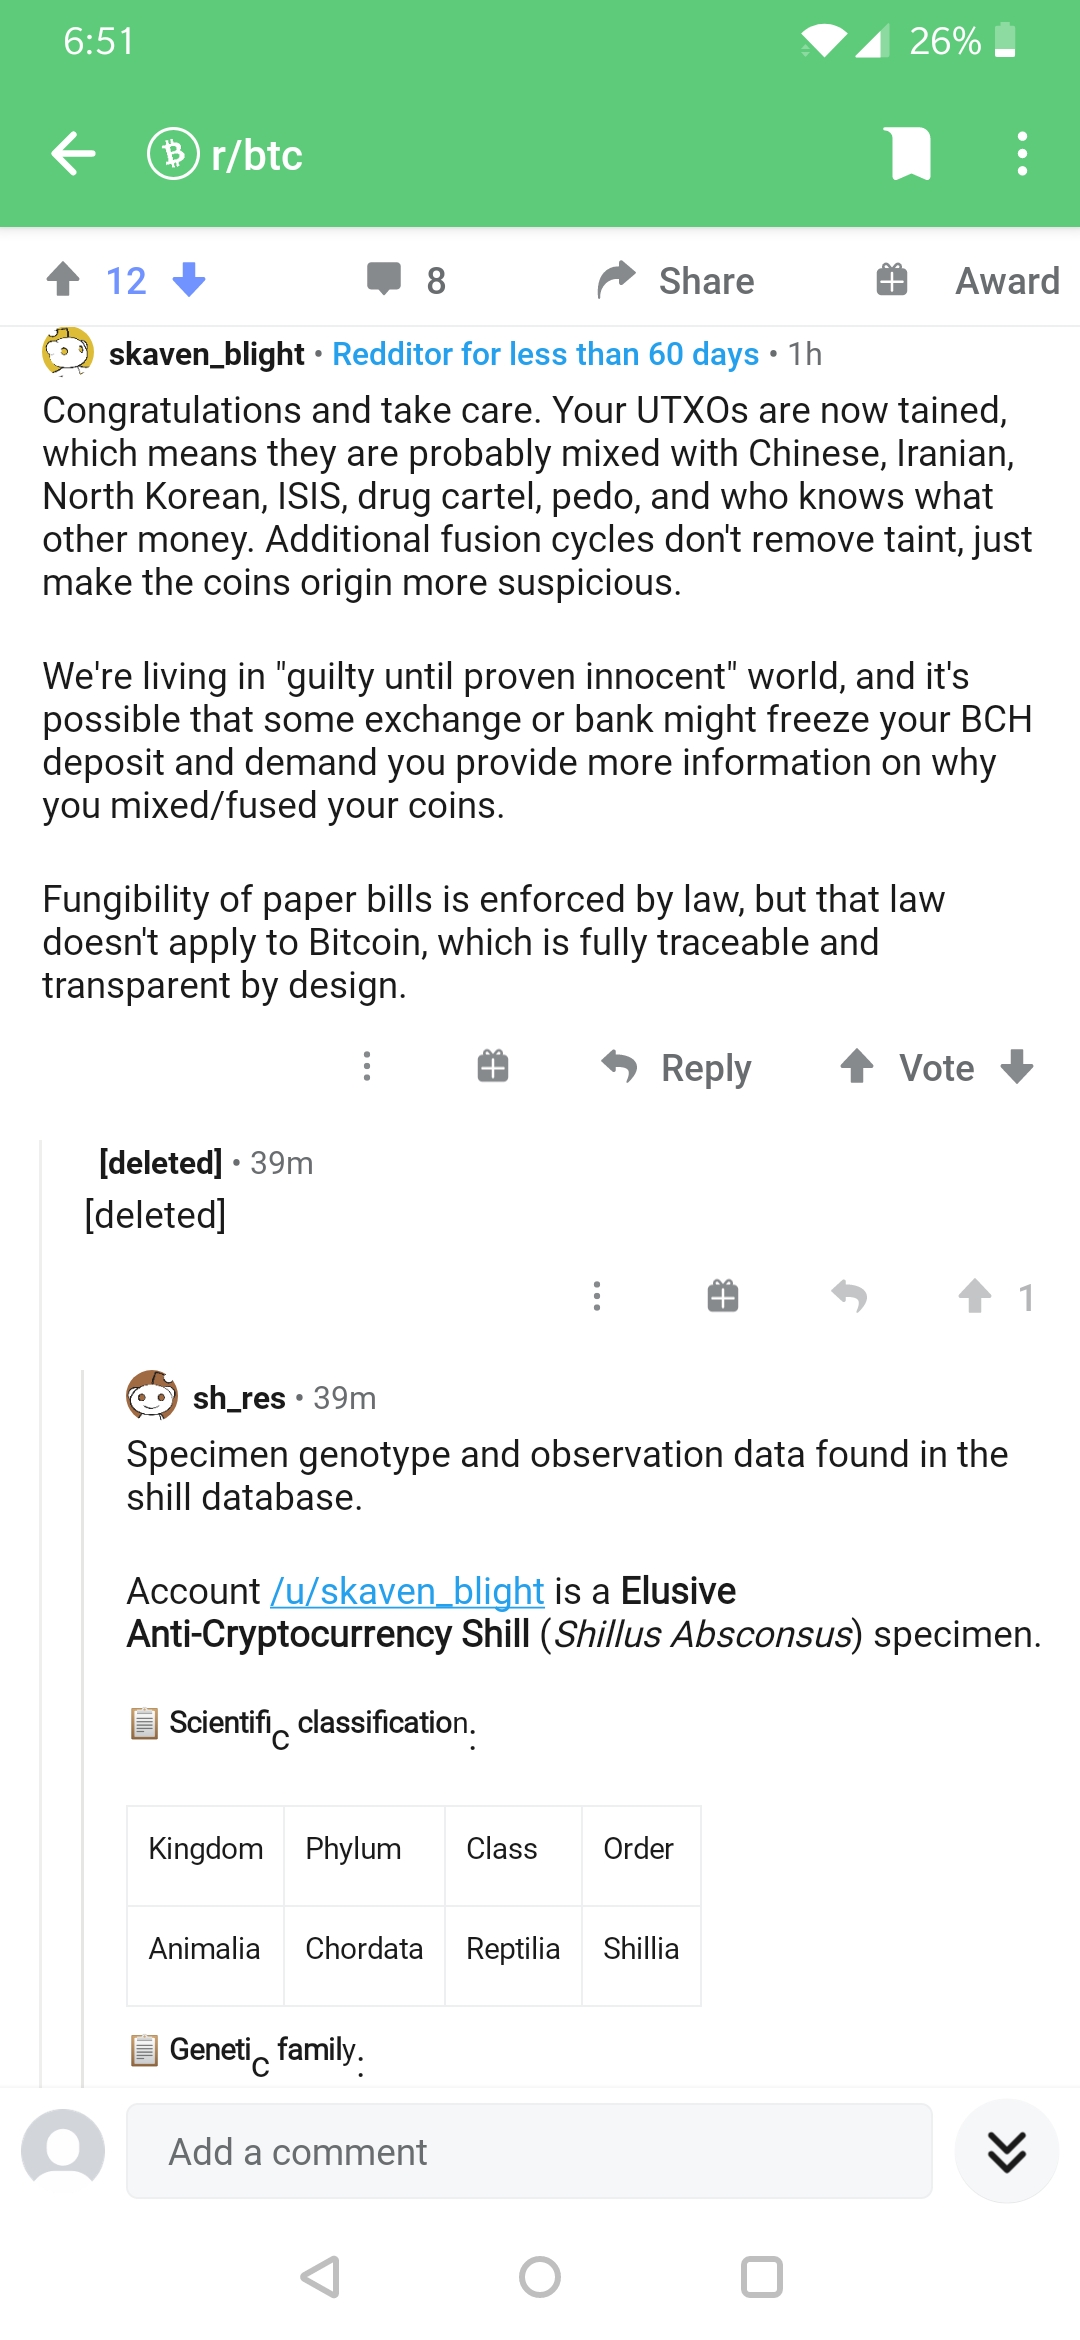 6:51
26%
r/btc
12
8
Share
Award
skaven_blight • Redditor for less than 60 days • 1h
Congratulations and take care. Your UTXOs are now tained,
which means they are probably mixed with Chinese, Iranian,
North Korean, ISIS, drug cartel, pedo, and who knows what
other money. Additional fusion cycles don't remove taint, just
make the coins origin more suspicious.
We're living in "guilty until proven innocent" world, and it's
possible that some exchange or bank might freeze your BCH
deposit and demand you provide more information on why
you mixed/fused your coins.
Fungibility of paper bills is enforced by law, but that law
doesn't apply to Bitcoin, which is fully traceable and
transparent by design.
Reply
Vote
[deleted] • 39m
[deleted]
1
sh_res • 39m
Specimen genotype and observation data found in the
shill database.
Account /u/skaven_blight is a Elusive
Anti-Cryptocurrency Shill (Shillus Absconsus) specimen.
Scientific classification:
Kingdom Phylum Class Order
Animalia Chordata Reptilia Shillia
Genetic family:
Add a comment